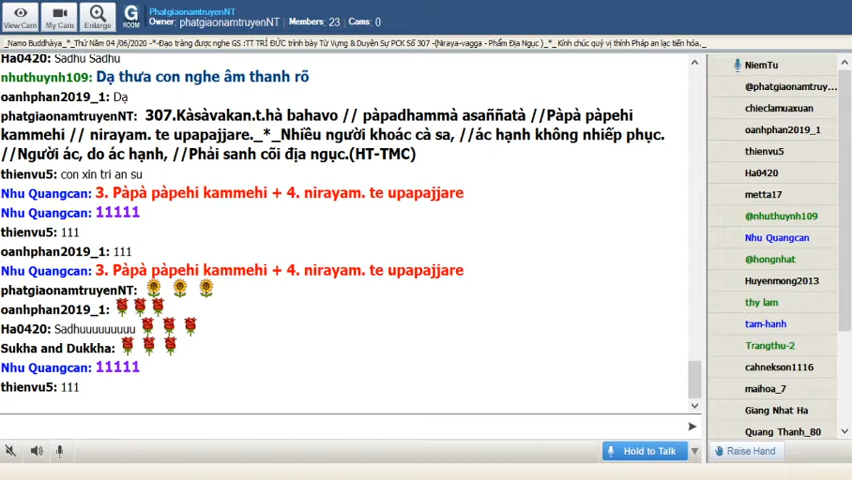 PhatgiaonamtruyenNT
Owner: phatgiaonamtruyenNT Members: 23 Cams: 0
View Cam
My Cam
Enlarge
G
ROOM
_Namo Buddhàya_*_Thứ Năm 04 /06/2020 -*-Đạo tràng được nghe GS :TT TRÍ ĐỨC trình bày Từ Vựng & Duyên Sự PCK Số 307 -(Niraya-vagga - Phẩm Địa Ngục )_*_ Kính chúc quý vị thính Pháp an lạc tiến hóa._
Ha0420: Sadhu Sadhu
nhuthuynh109: Dạ thưa con nghe âm thanh rõ
oanhphan2019_1: Dạ
phatgiaonamtruyenNT: 307.Kàsàvakan.t.hà bahavo // pàpadhammà asaññatà //Pàpà pàpehi
kammehi // nirayam. te upapajjare._*_Nhiều người khoác cà sa, //ác hạnh không nhiếp phục.
//Người ác, do ác hạnh, //Phải sanh cõi địa ngục.(HT-TMC)
thienvu5: con xin tri an su
Nhu Quangcan: 3. Pàpà pàpehi kammehi + 4. nirayam. te upapajjare
Nhu Quangcan: 11111
thienvu5: 111
oanhphan2019_1: 111
Nhu Quangcan: 3. Pàpà pàpehi kammehi + 4. nirayam. te upapajjare
phatgiaonamtruyenNT:
oanhphan2019_1:
Ha0420: Sadhuuuuuuuuu
Sukha and Dukkha:
Nhu Quangcan: 11111
thienvu5: 111
Hold to Talk
NiemTu
@phatgiaonamtruy...
chieclamuaxuan
oanhphan2019_1
thienvu5
Ha0420
metta17
@nhuthuynh109
Nhu Quangcan
@hongnhat
Huyenmong2013
thy lam
tam-hanh
Trangthu-2
cahnekson1116
maihoa_7
Giang Nhat Ha
Quang Thanh_80
Raise Hand